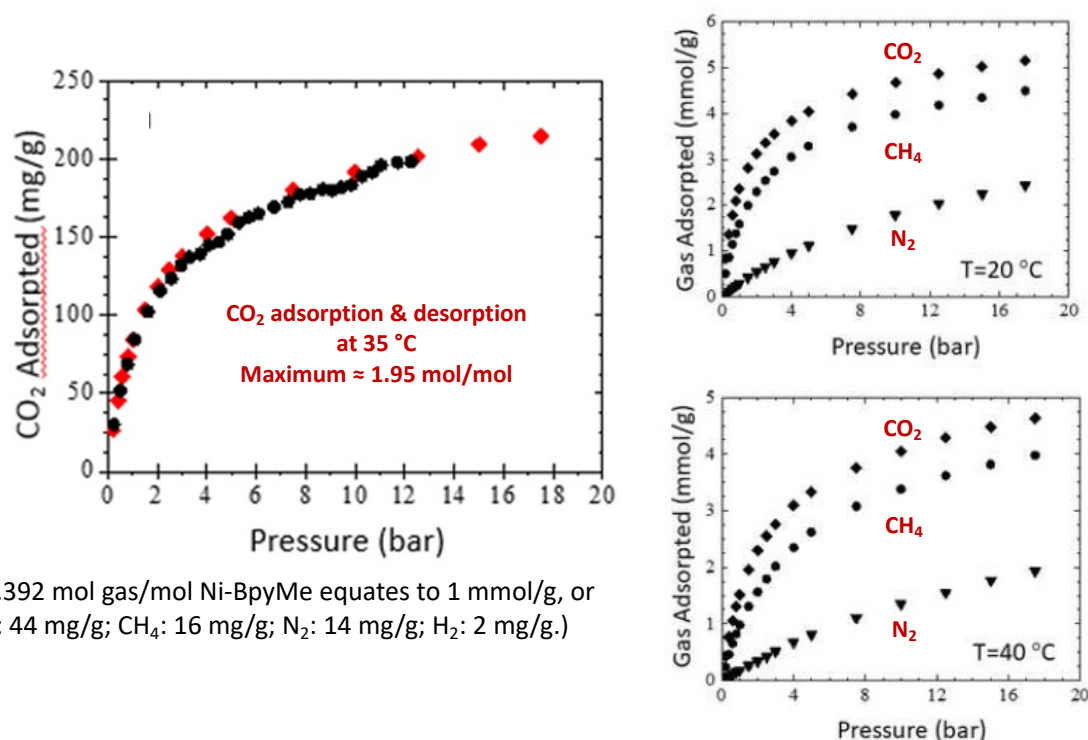 250
200
150
100
50
0
CO₂ Adsorpted (mg/g)
CO₂ adsorption & desorption
at 35 °C
Maximum ≈ 1.95 mol/mol
0 2 4 6 8 10 12 14 16 18 20
Pressure (bar)
.392 mol gas/mol Ni-BpyMe equates to 1 mmol/g, or
: 44 mg/g; CH₄: 16 mg/g; N₂: 14 mg/g; H₂: 2 mg/g.)
6
5
4
3
2
1
0
Gas Adsorpted (mmol/g)
CO₂
CH₄
N₂
T=20 °C
0 4 8 12 16 20
Pressure (bar)
5
4
3
2
1
0
Gas Adsorpted (mmol/g)
CO₂
CH₄
N₂
T=40 °C
0 4 8 12 16 20
Pressure (bar)